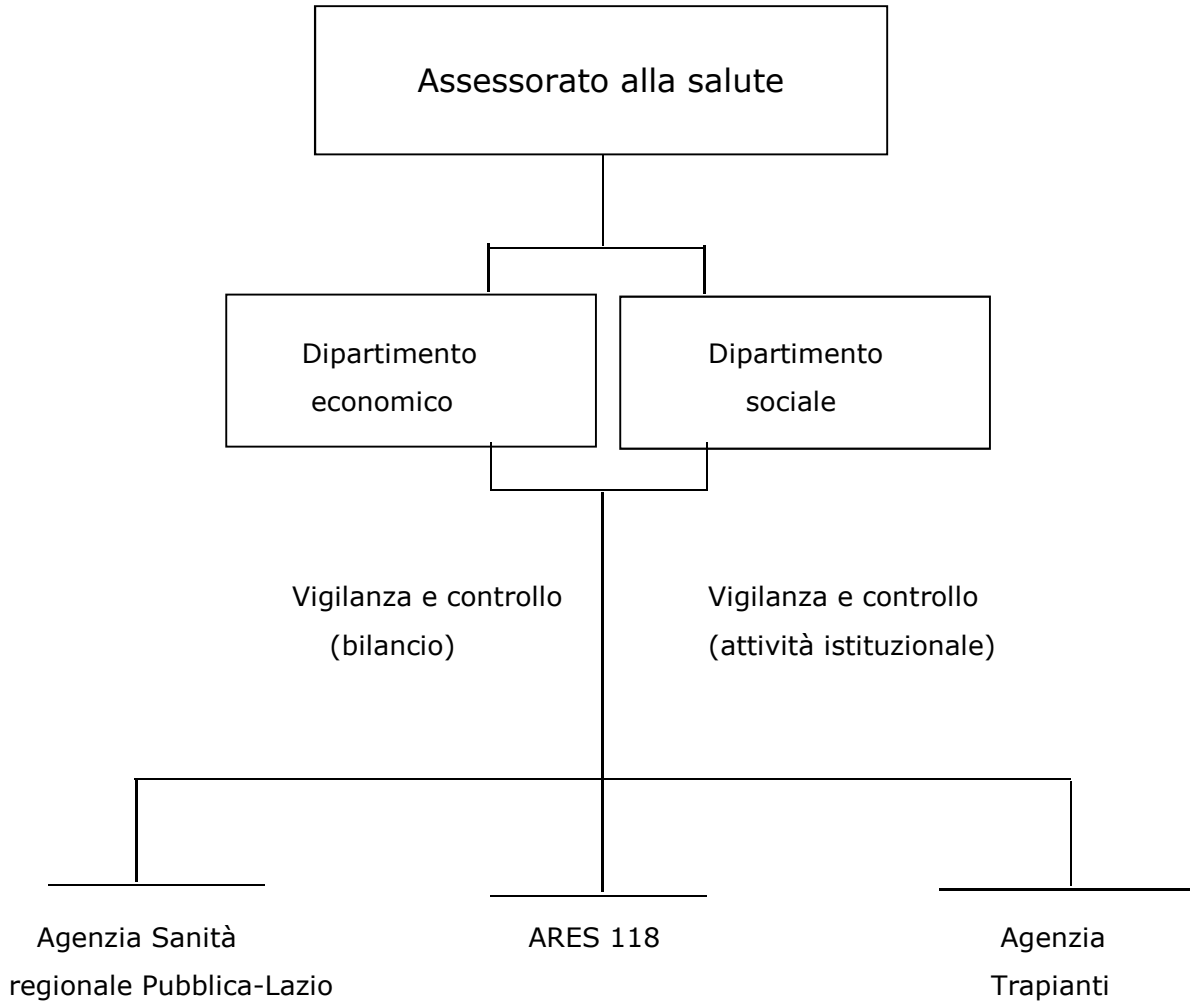 Assessorato alla salute
Dipartimento
economico
Dipartimento
sociale
Vigilanza e controllo
(bilancio)
Vigilanza e controllo
(attività istituzionale)
Agenzia Sanità
regionale Pubblica-Lazio
ARES 118
Agenzia
Trapianti